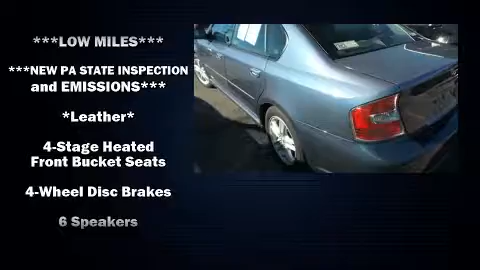 ***LOW MILES***
***NEW PA STATE INSPECTION
and EMISSIONS***
*Leather*
4-Stage Heated
Front Bucket Seats
4-Wheel Disc Brakes
6 Speakers